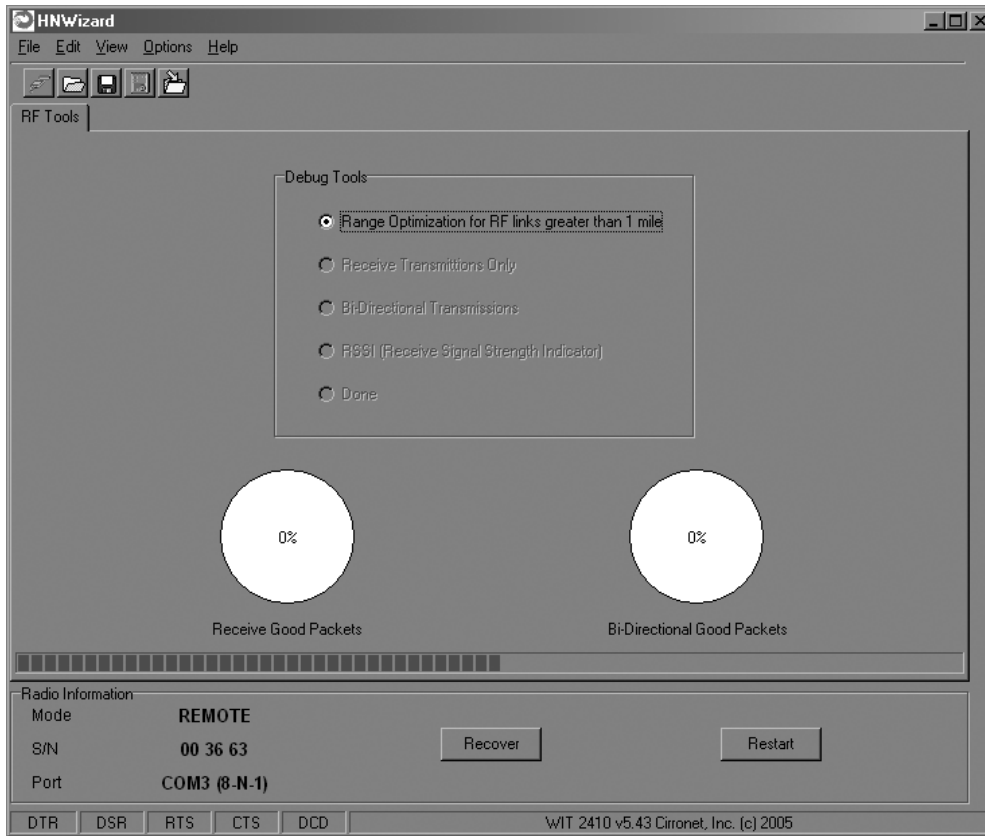 HNWizard
File Edit View Options Help
RF Tools
Debug Tools
Range Optimization for RF links greater than 1 mile
Receive Transmittions Only
Bi-Directional Transmissions
RSSI (Receive Signal Strength Indicator)
Done
0% 0%
Receive Good Packets Bi-Directional Good Packets
Radio Information
Mode REMOTE
S/N 00 36 63 Recover Restart
Port COM3 (8-N-1)
DTR DSR RTS CTS DCD WIT 2410 v5.43 Cirronet, Inc. (c) 2005